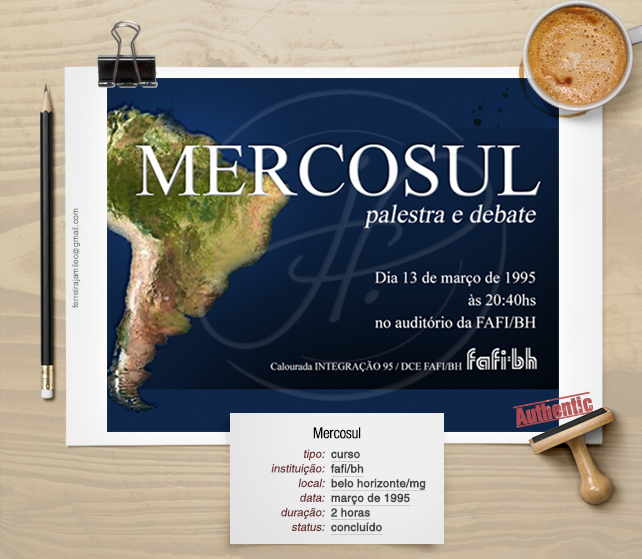 MERCOSUL
palestra e debate
Dia 13 de março de 1995
às 20:40hs
no auditório da FAFI/BH
Calourada INTEGRAÇÃO 95 / DCE FAFI/BH fafi-bh
ferreirajamileo@gmail.com
Authentic
Mercosul
tipo: curso
instituição: fafi/bh
local: belo horizonte/mg
data: março de 1995
duração: 2 horas
status: concluído